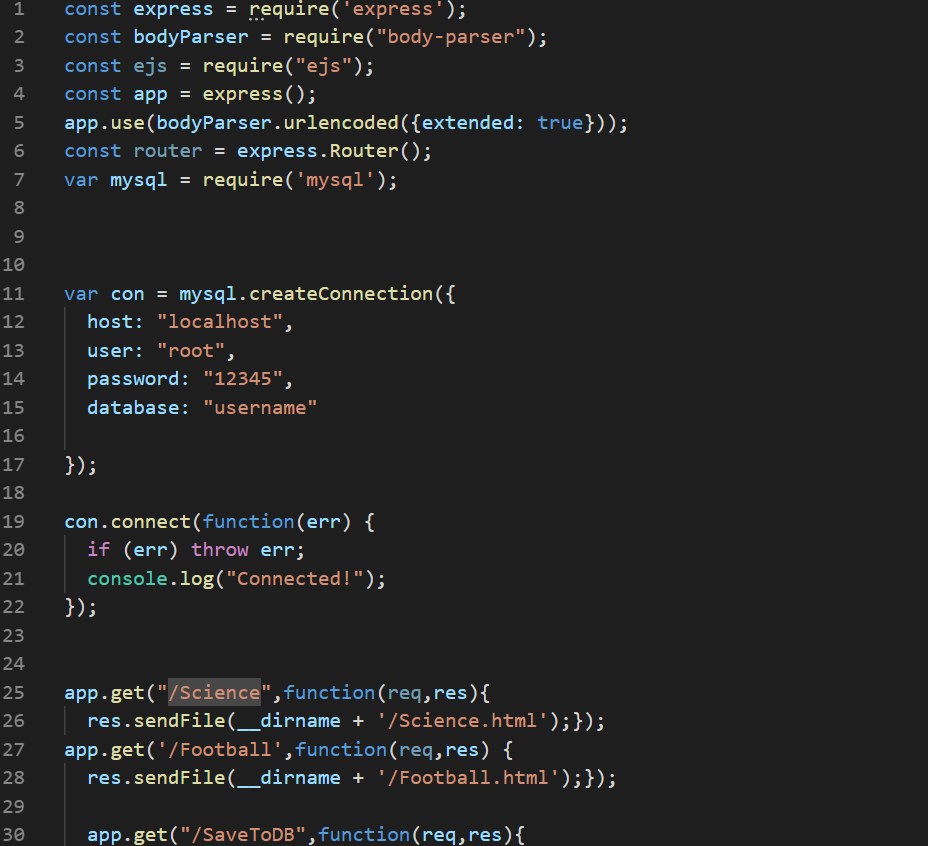 1 const express = require('express');
2 const bodyParser = require("body-parser");
3 const ejs = require("ejs");
4 const app = express();
5 app.use(bodyParser.urlencoded({extended: true}));
6 const router = express.Router();
7 var mysql = require('mysql');
8
9
10
11 var con = mysql.createConnection({
12   host: "localhost",
13   user: "root",
14   password: "12345",
15   database: "username"
16
17 });
18
19 con.connect(function(err) {
20   if (err) throw err;
21   console.log("Connected!");
22 });
23
24
25 app.get("/Science",function(req,res){
26   res.sendFile(__dirname + '/Science.html');});
27 app.get('/Football',function(req,res) {
28   res.sendFile(__dirname + '/Football.html');});
29
30   app.get("/SaveToDB",function(req,res){